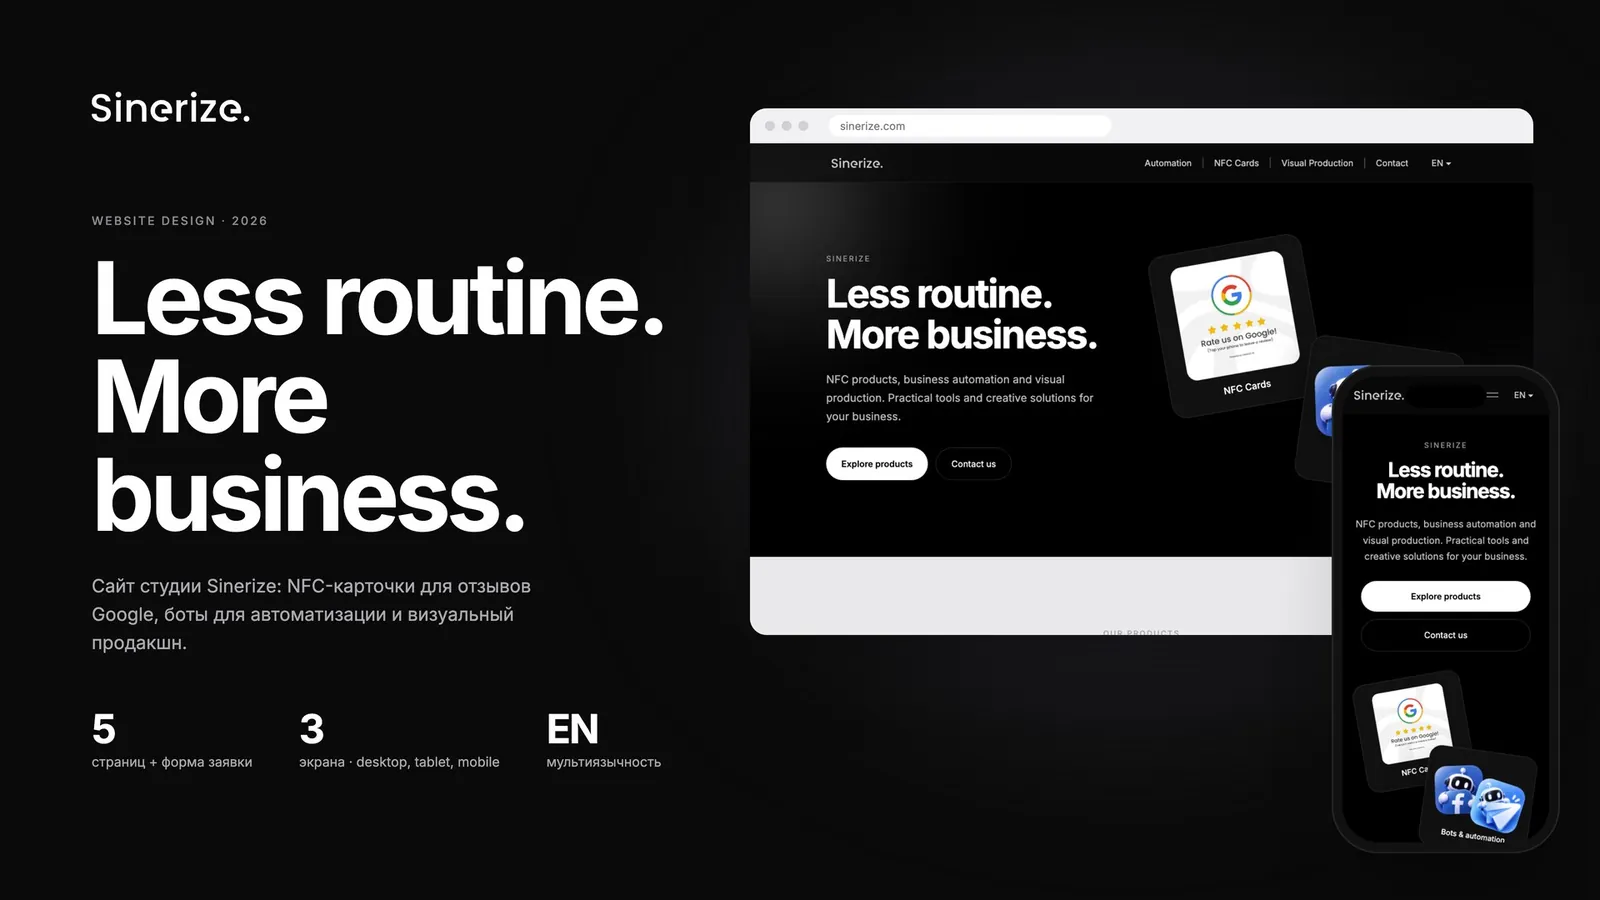 Sinerize.
WEBSITE DESIGN · 2026
Less routine.
More
business.
Сайт студии Sinerize: NFC-карточки для отзывов
Google, боты для автоматизации и визуальный
продакшн.
5
страниц + форма заявки
3
экрана · desktop, tablet, mobile
EN
мультиязычность
sinerize.com
Sinerize.
Automation | NFC Cards | Visual Production | Contact EN
SINERIZE
Less routine.
More business.
NFC products, business automation and visual
production. Practical tools and creative solutions for
your business.
Explore products
Contact us
Rate us on Google!
NFC Cards
OUR PRODUCTS
Sinerize.
EN
SINERIZE
Less routine.
More business.
NFC products, business automation and
visual production. Practical tools and
creative solutions for your business.
Explore products
Contact us
Rate us on Google!
NFC Ca
Bots & automation